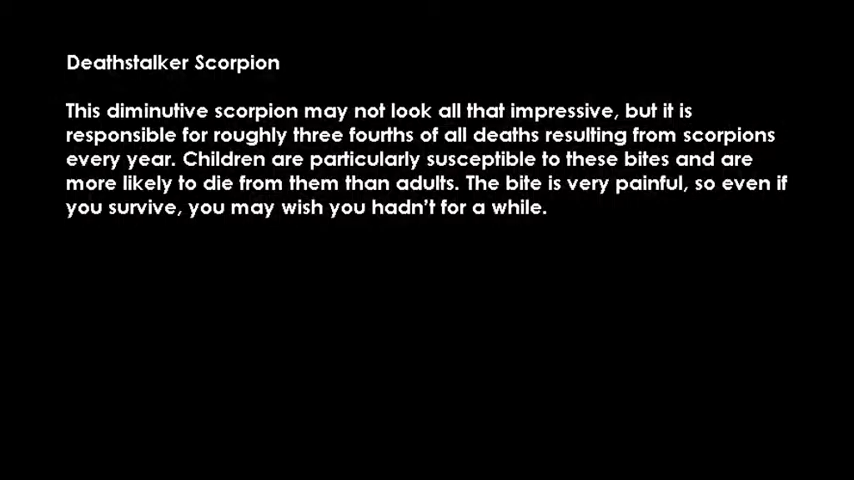 Deathstalker Scorpion
This diminutive scorpion may not look all that impressive, but it is
responsible for roughly three fourths of all deaths resulting from scorpions
every year. Children are particularly susceptible to these bites and are
more likely to die from them than adults. The bite is very painful, so even if
you survive, you may wish you hadn’t for a while.